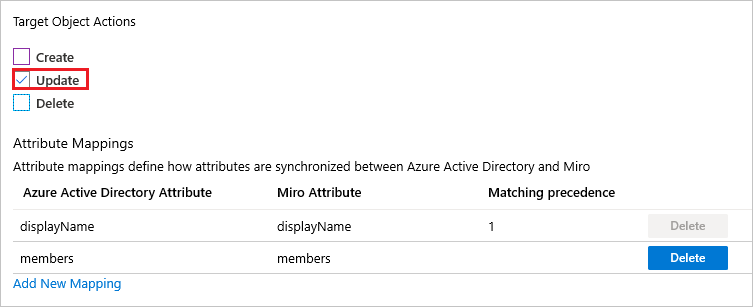 Target Object Actions
Create
Update
Delete
Attribute Mappings
Attribute mappings define how attributes are synchronized between Azure Active Directory and Miro
Azure Active Directory Attribute Miro Attribute Matching precedence
displayName displayName 1 Delete
members members Delete
Add New Mapping